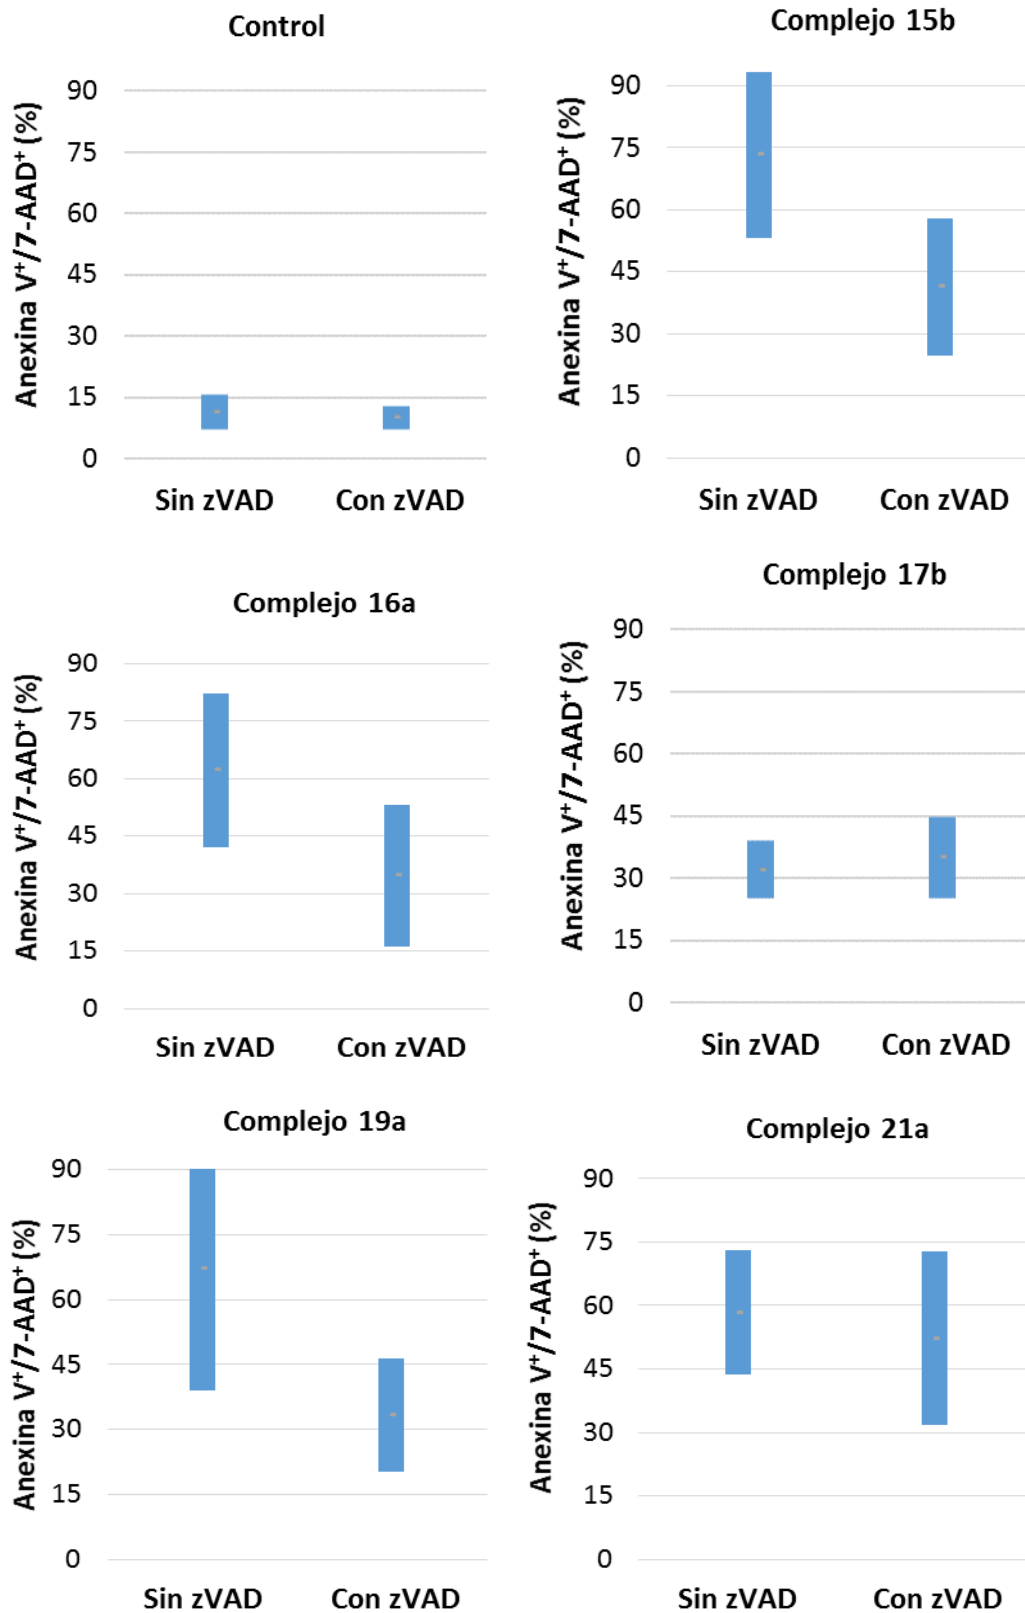 Control
Anexina V⁺/7-AAD⁺ (%)
90
75
60
45
30
15
0
Sin zVAD Con zVAD
Complejo 15b
Anexina V⁺/7-AAD⁺ (%)
90
75
60
45
30
15
0
Sin zVAD Con zVAD
Complejo 16a
Anexina V⁺/7-AAD⁺ (%)
90
75
60
45
30
15
0
Sin zVAD Con zVAD
Complejo 17b
Anexina V⁺/7-AAD⁺ (%)
90
75
60
45
30
15
0
Sin zVAD Con zVAD
Complejo 19a
Anexina V⁺/7-AAD⁺ (%)
90
75
60
45
30
15
0
Sin zVAD Con zVAD
Complejo 21a
Anexina V⁺/7-AAD⁺ (%)
90
75
60
45
30
15
0
Sin zVAD Con zVAD